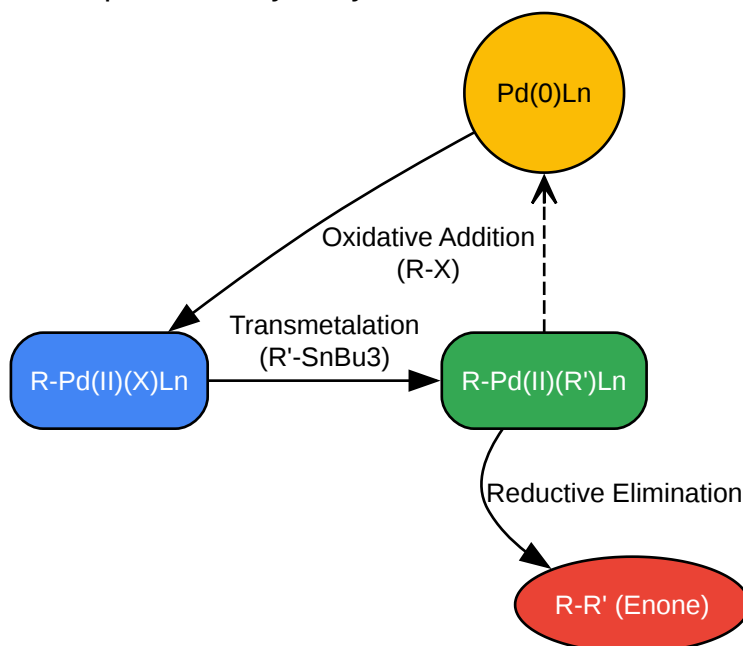 Pd(0)Ln
Oxidative Addition
(R-X)
Transmetalation
(R'-SnBu3)
R-Pd(II)(X)Ln
R-Pd(II)(R')Ln
Reductive Elimination
R-R' (Enone)